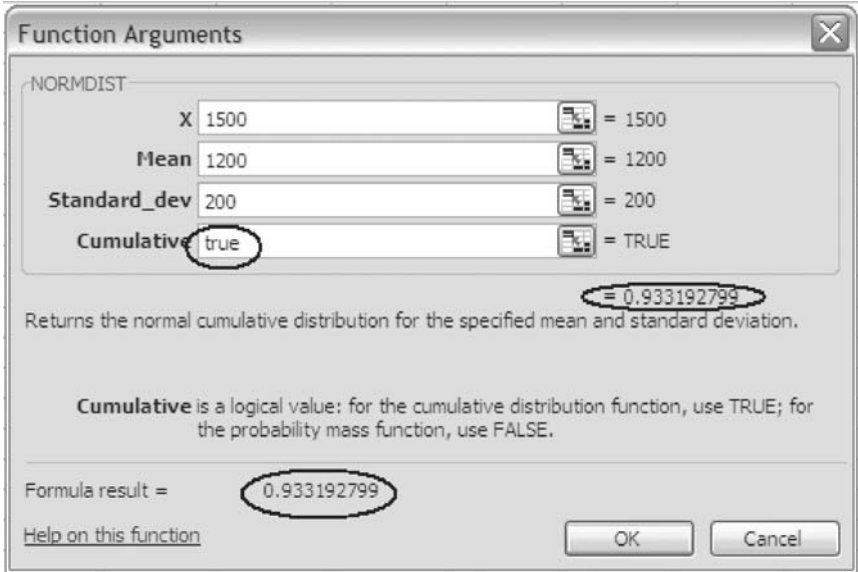 Function Arguments
NORMDIST
X 1500 = 1500
Mean 1200 = 1200
Standard_dev 200 = 200
Cumulative true = TRUE
= 0.933192799
Returns the normal cumulative distribution for the specified mean and standard deviation.
Cumulative is a logical value: for the cumulative distribution function, use TRUE; for
the probability mass function, use FALSE.
Formula result = 0.933192799
Help on this function OK Cancel